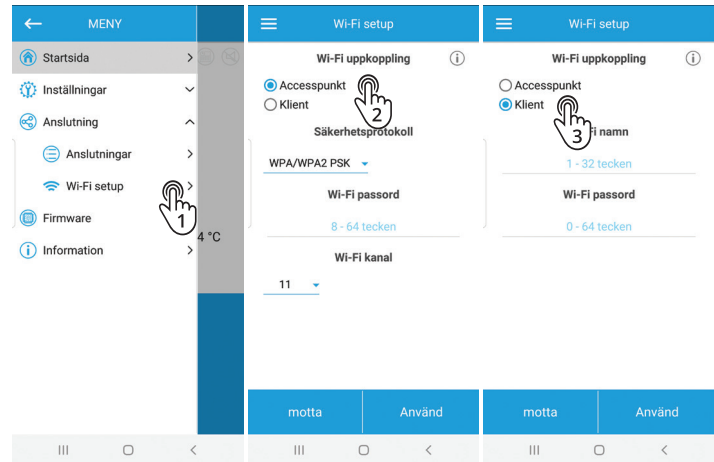 MENY
Startsida
Inställningar
Anslutning
Anslutningar
Wi-Fi setup
1
Firmware
4 °C
Information
Wi-Fi setup
Wi-Fi uppkoppling
Accesspunkt
Klient
2
Säkerhetsprotokoll
WPA/WPA2 PSK
Wi-Fi passord
8 - 64 tecken
Wi-Fi kanal
11
motta Använd
Wi-Fi setup
Wi-Fi uppkoppling
Accesspunkt
Klient
3
Fi namn
1 - 32 tecken
Wi-Fi passord
0 - 64 tecken
motta Använd